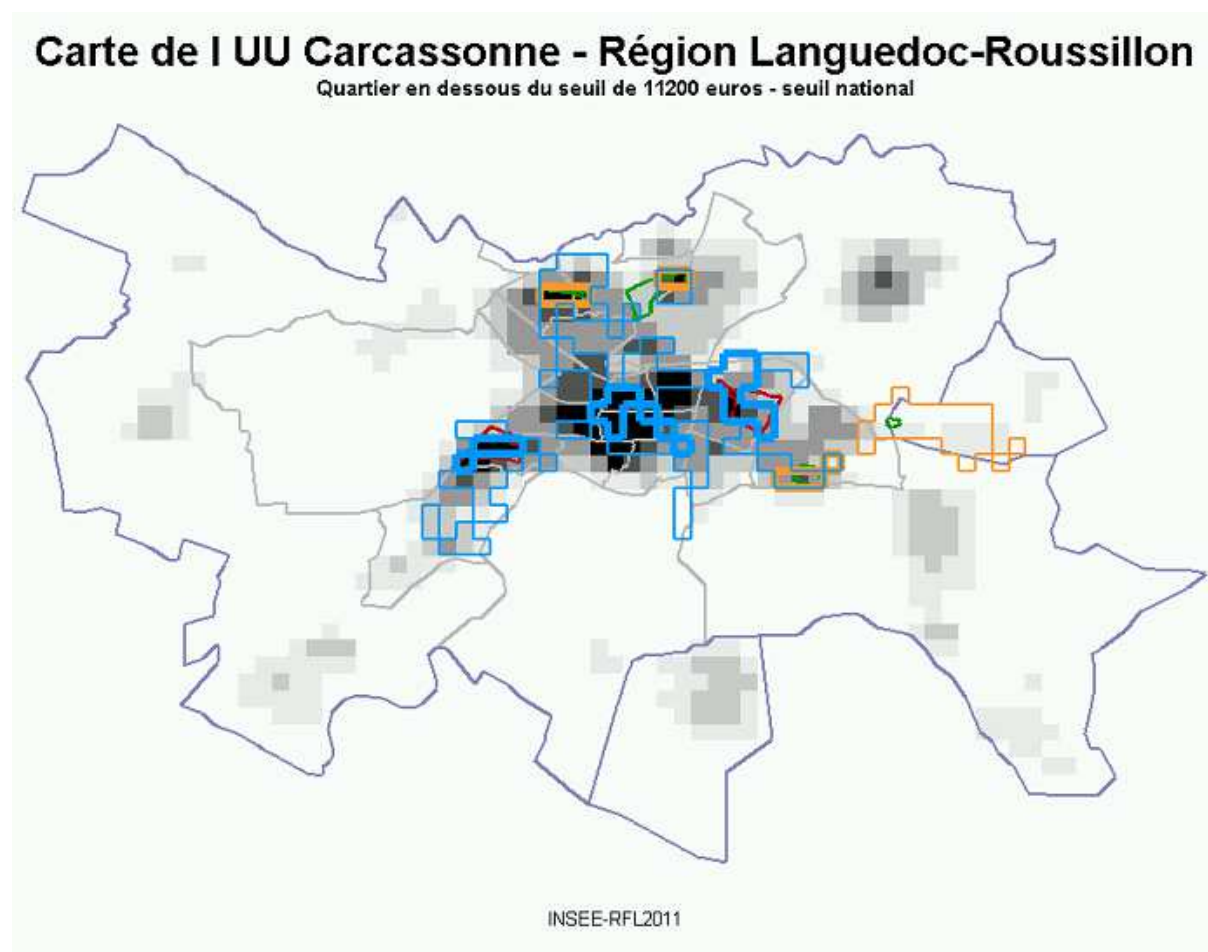 Carte de l UU Carcassonne - Région Languedoc-Roussillon
Quartier en dessous du seuil de 11200 euros - seuil national
INSEE-RFL2011